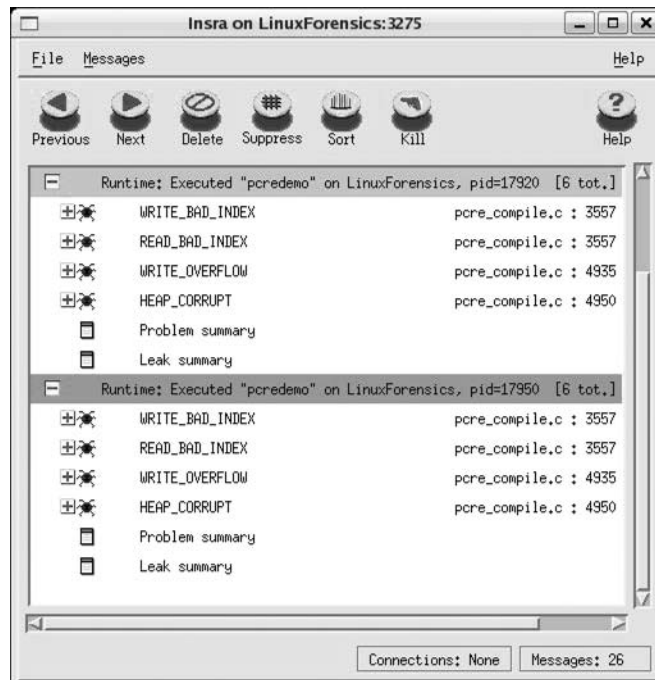 Insra on LinuxForensics:3275
File Messages Help
Previous Next Delete Suppress Sort Kill Help
Runtime: Executed "pcredemo" on LinuxForensics, pid=17920 [6 tot.]
WRITE_BAD_INDEX pcre_compile.c : 3557
READ_BAD_INDEX pcre_compile.c : 3557
WRITE_OVERFLOW pcre_compile.c : 4935
HEAP_CORRUPT pcre_compile.c : 4950
Problem summary
Leak summary
Runtime: Executed "pcredemo" on LinuxForensics, pid=17950 [6 tot.]
WRITE_BAD_INDEX pcre_compile.c : 3557
READ_BAD_INDEX pcre_compile.c : 3557
WRITE_OVERFLOW pcre_compile.c : 4935
HEAP_CORRUPT pcre_compile.c : 4950
Problem summary
Leak summary
Connections: None Messages: 26